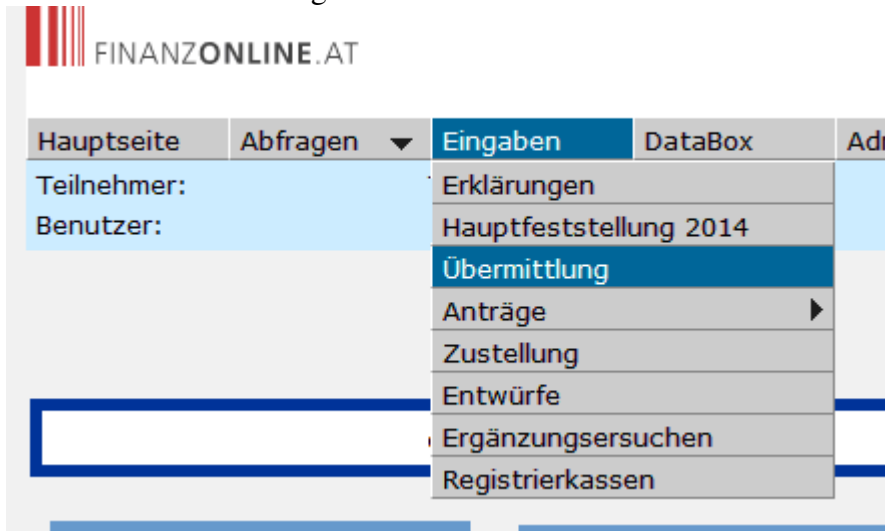 FINANZONLINE.AT
Hauptseite Abfragen Eingaben DataBox
Teilnehmer: Erklärungen
Benutzer: Hauptfeststellung 2014
Übermittlung
Anträge
Zustellung
Entwürfe
Ergänzungsersuchen
Registrierkassen